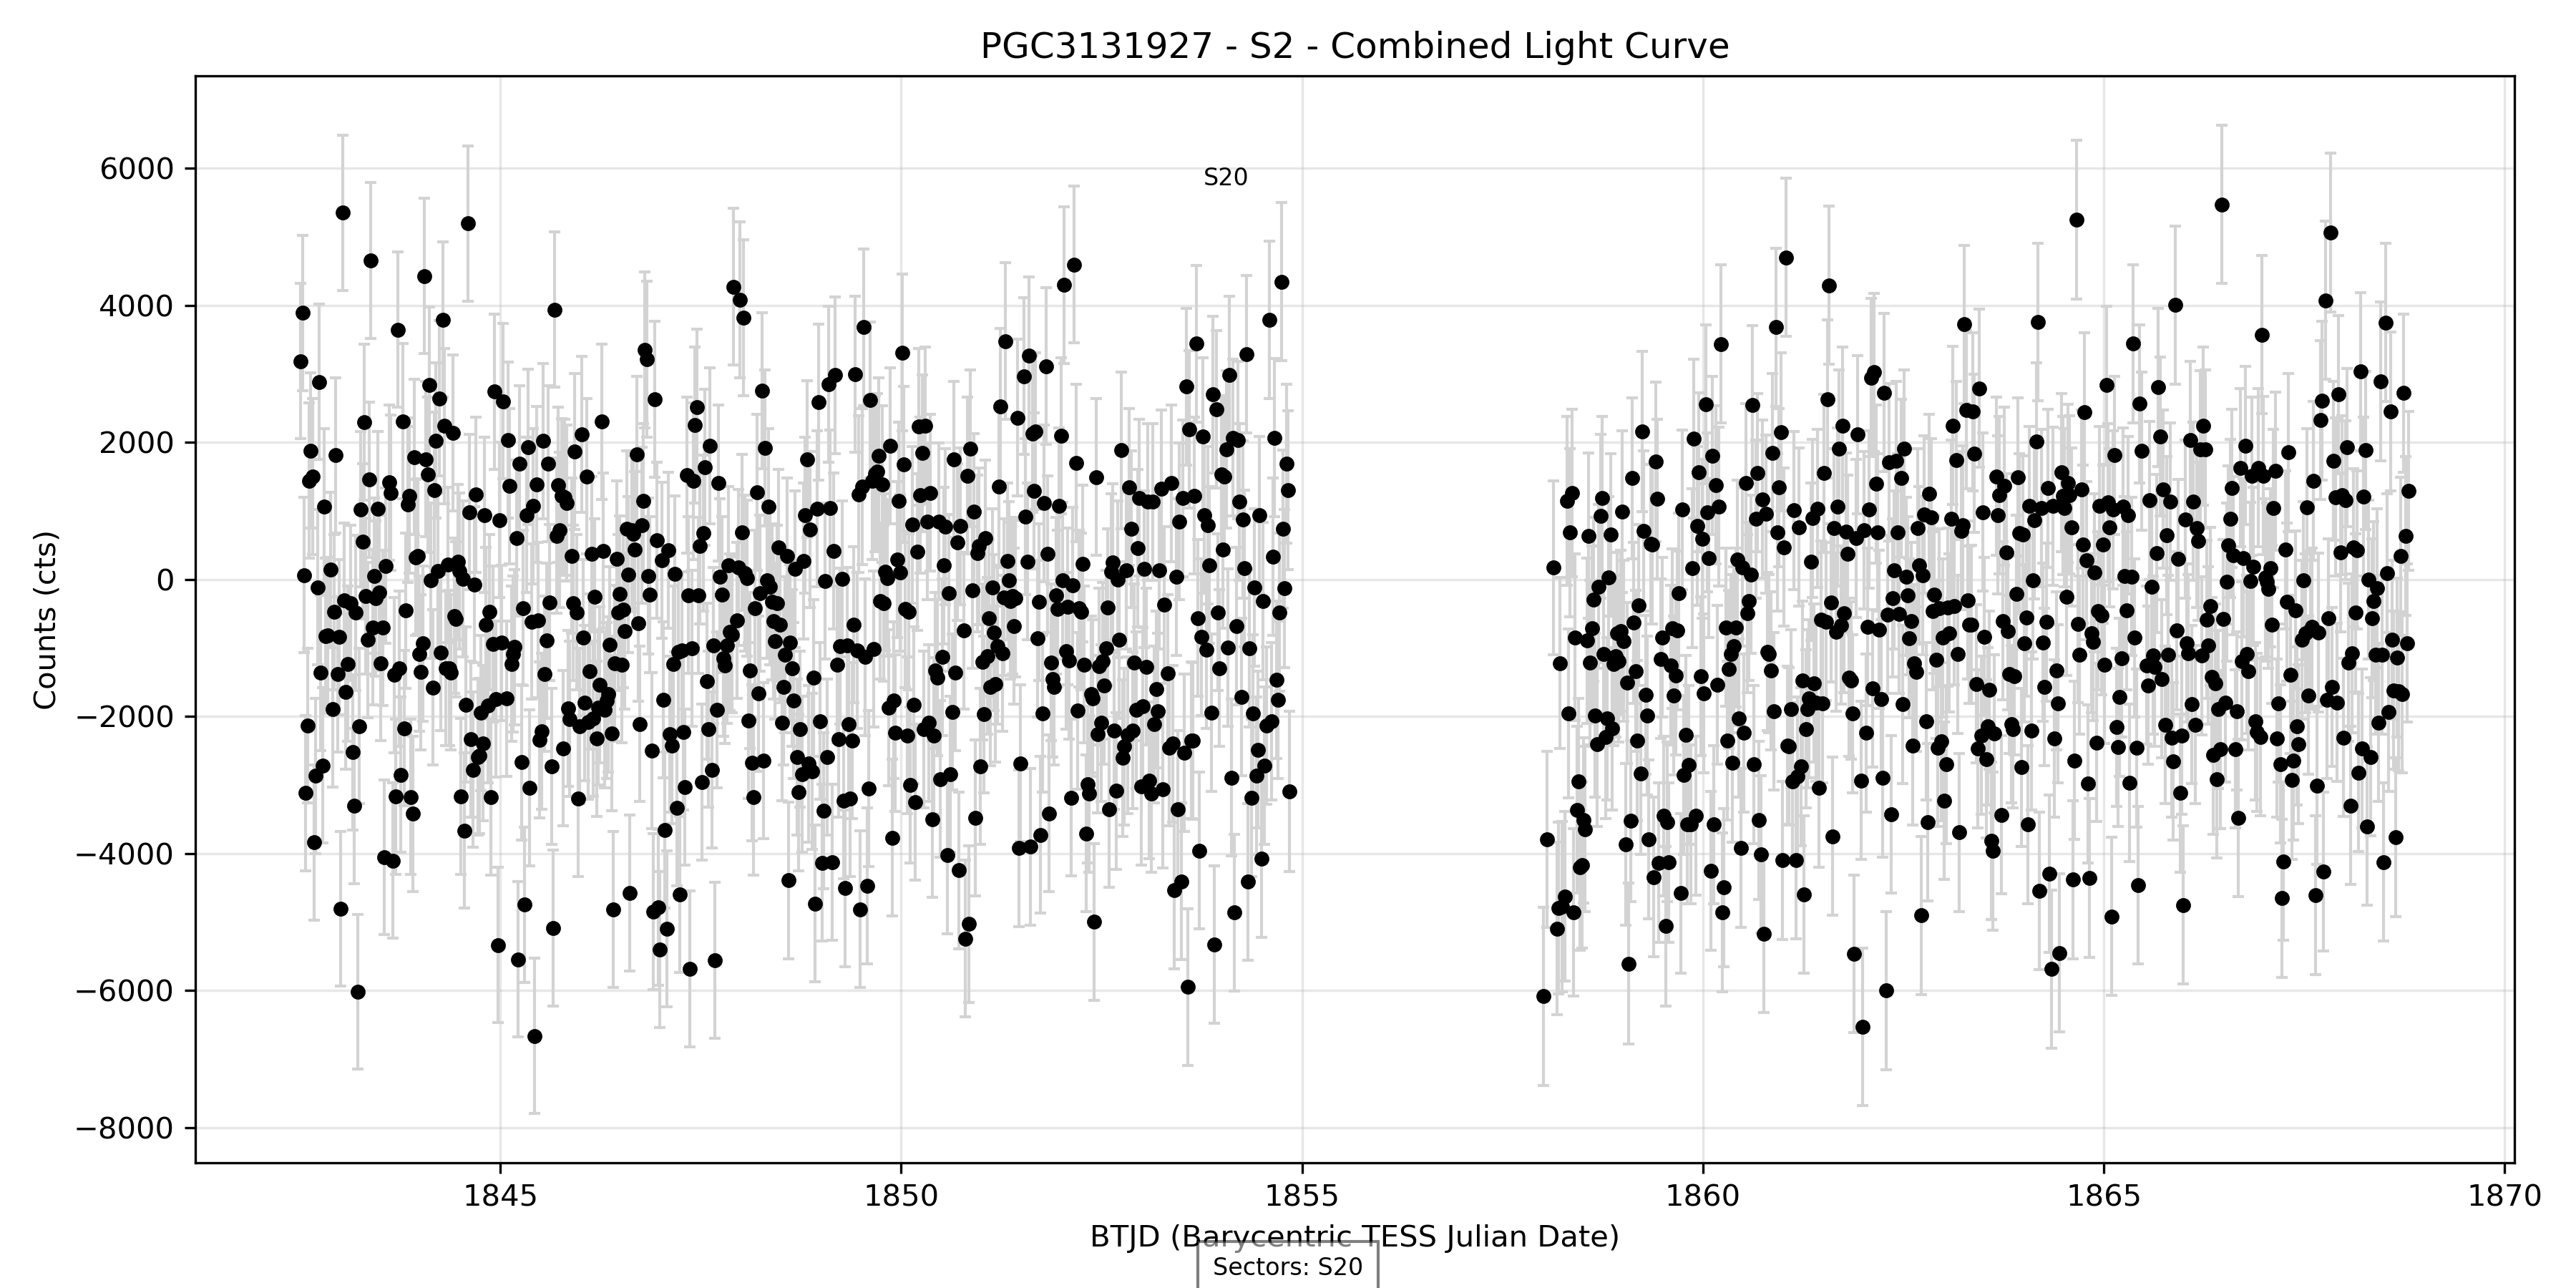 PGC3131927 - S2 - Combined Light Curve
S20
Counts (cts)
6000
4000
2000
0
−2000
−4000
−6000
−8000
1845
1850
1855
1860
1865
1870
BTJD (Barycentric TESS Julian Date)
Sectors: S20